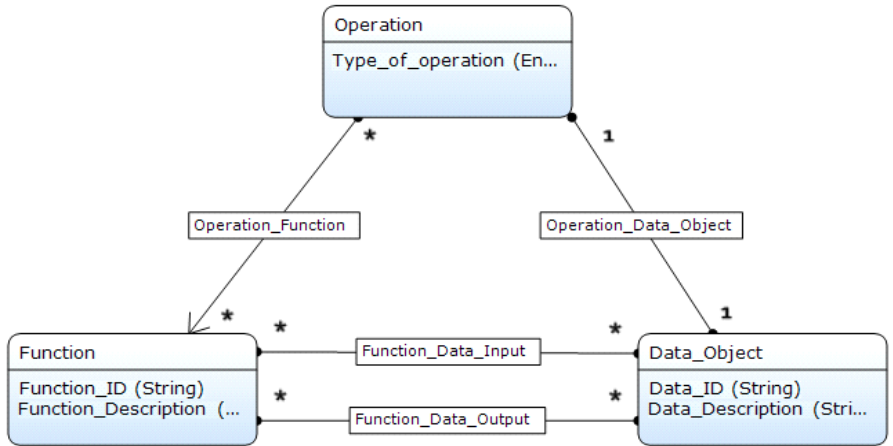 Operation
Type_of_operation (En...
*
1
Operation_Function
Operation_Data_Object
*
1
*
*
Function
Function_Data_Input
Data_Object
Function_ID (String)
Data_ID (String)
Function_Description (...
Data_Description (Stri...
*
*
Function_Data_Output